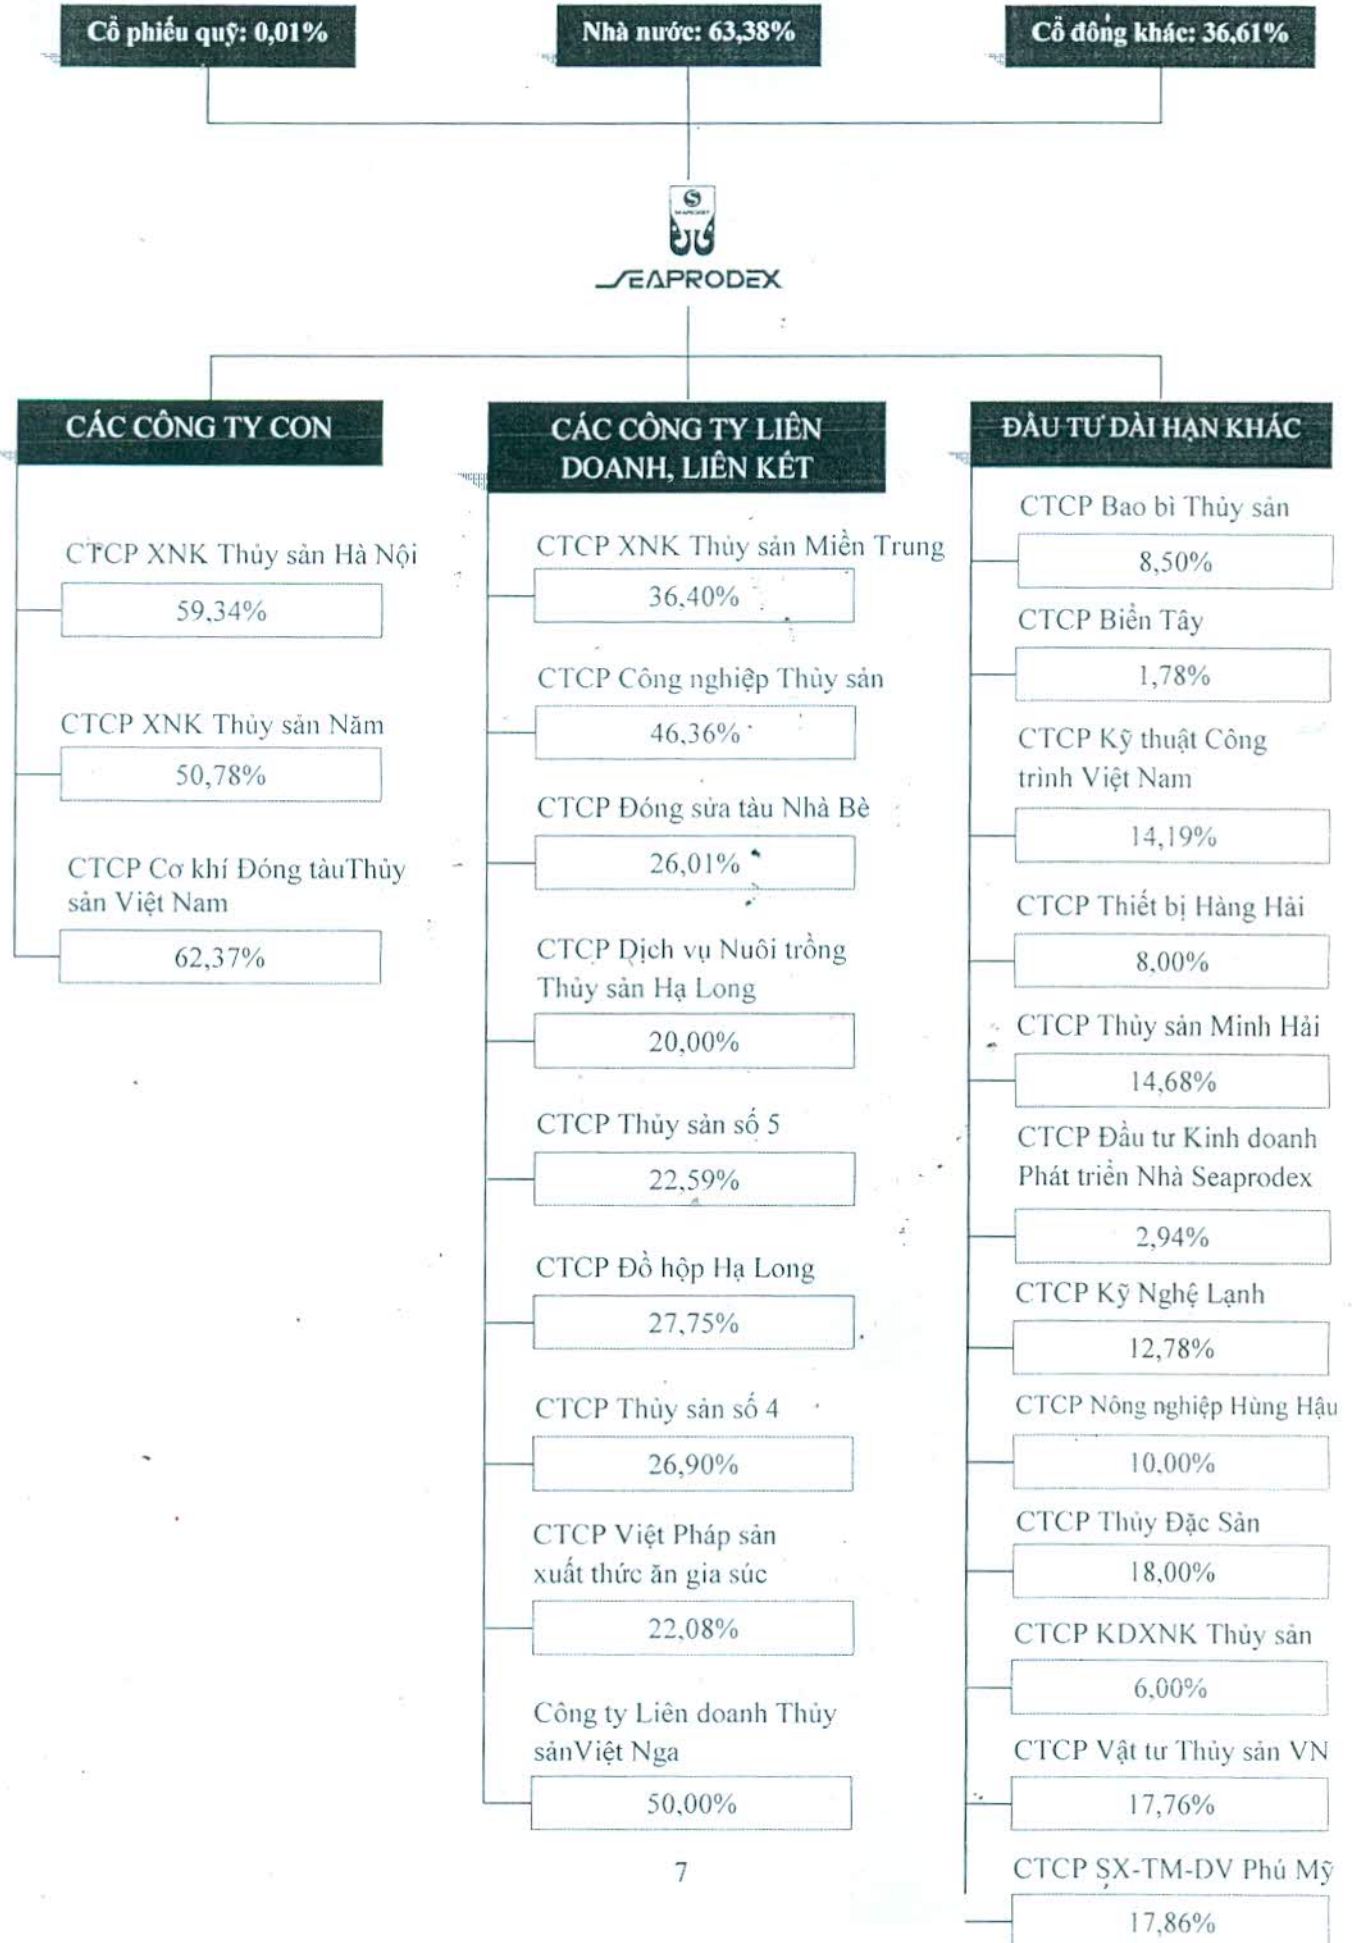 Cổ phiếu quỹ: 0,01%
Nhà nước: 63,38%
Cổ đông khác: 36,61%
SEAPRODEX
CÁC CÔNG TY CON
CTCP XNK Thủy sản Hà Nội
59,34%
CTCP XNK Thủy sản Năm
50,78%
CTCP Cơ khí Đóng tàuThủy
sản Việt Nam
62,37%
CÁC CÔNG TY LIÊN
DOANH, LIÊN KẾT
CTCP XNK Thủy sản Miền Trung
36,40%
CTCP Công nghiệp Thủy sản
46,36%
CTCP Đóng sửa tàu Nhà Bè
26,01%
CTCP Dịch vụ Nuôi trồng
Thủy sản Hạ Long
20,00%
CTCP Thủy sản số 5
22,59%
CTCP Đồ hộp Hạ Long
27,75%
CTCP Thủy sản số 4
26,90%
CTCP Việt Pháp sản
xuất thức ăn gia súc
22,08%
Công ty Liên doanh Thủy
sảnViệt Nga
50,00%
ĐẦU TƯ DÀI HẠN KHÁC
CTCP Bao bì Thủy sản
8,50%
CTCP Biển Tây
1,78%
CTCP Kỹ thuật Công
trình Việt Nam
14,19%
CTCP Thiết bị Hàng Hải
8,00%
CTCP Thủy sản Minh Hải
14,68%
CTCP Đầu tư Kinh doanh
Phát triển Nhà Seaprodex
2,94%
CTCP Kỹ Nghệ Lạnh
12,78%
CTCP Nông nghiệp Hùng Hậu
10,00%
CTCP Thủy Đặc Sản
18,00%
CTCP KDXNK Thủy sản
6,00%
CTCP Vật tư Thủy sản VN
17,76%
CTCP SX-TM-DV Phú Mỹ
17,86%
7